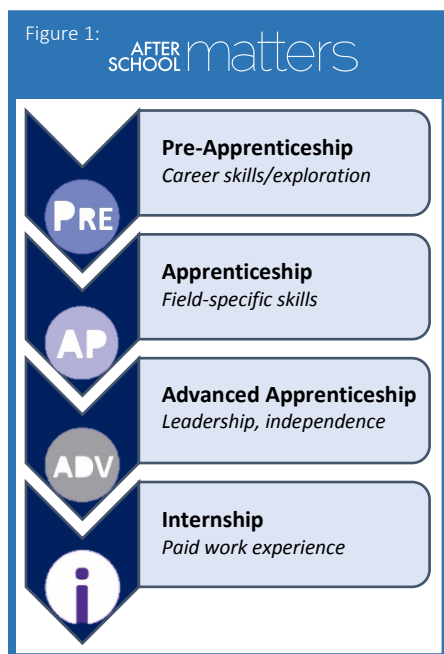 Figure 1:
AFTER
SCHOOL matters
Pre-Apprenticeship
Career skills/exploration
PRE
Apprenticeship
Field-specific skills
AP
Advanced Apprenticeship
Leadership, independence
ADV
Internship
Paid work experience
i